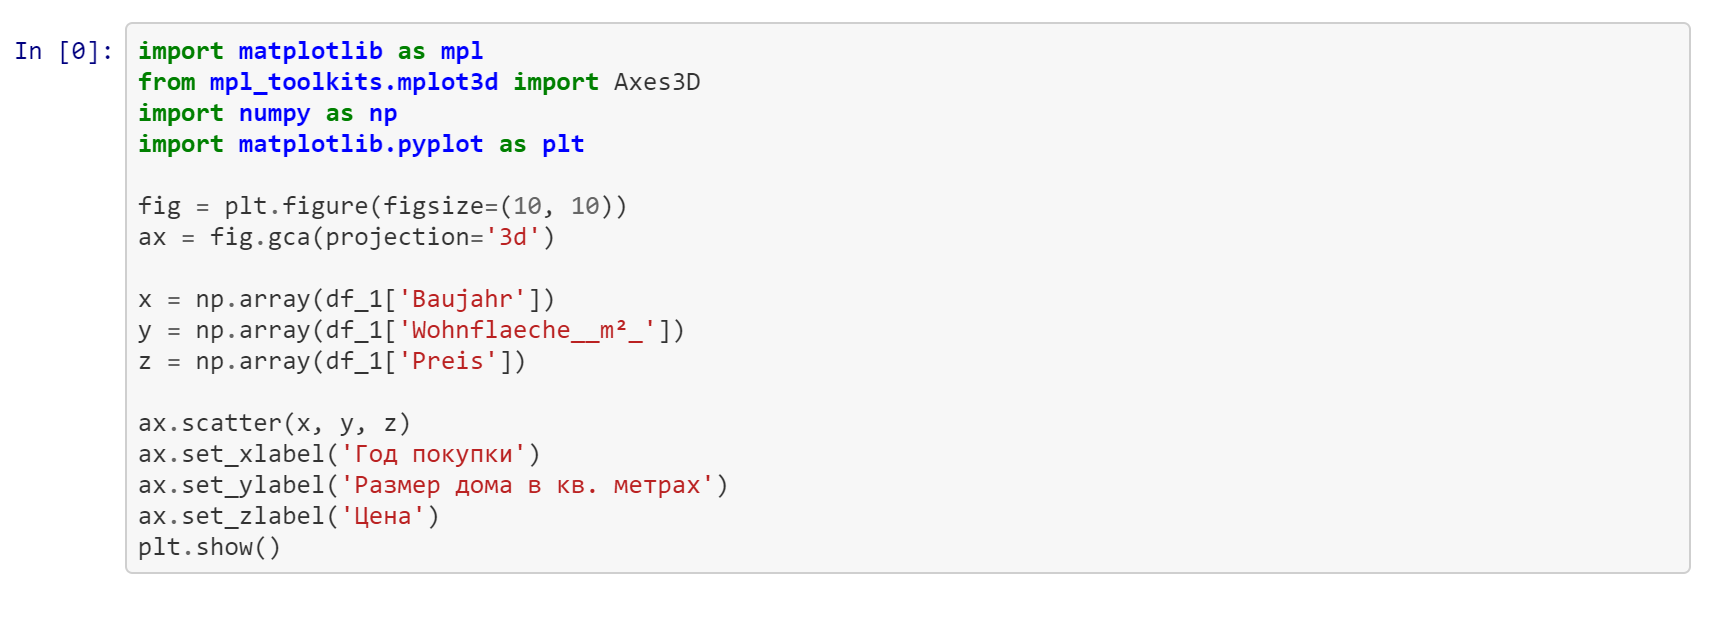 In [0]: import matplotlib as mpl
from mpl_toolkits.mplot3d import Axes3D
import numpy as np
import matplotlib.pyplot as plt
fig = plt.figure(figsize=(10, 10))
ax = fig.gca(projection='3d')
x = np.array(df_1['Baujahr'])
y = np.array(df_1['Wohnflaeche__m²_'])
z = np.array(df_1['Preis'])
ax.scatter(x, y, z)
ax.set_xlabel('Год покупки')
ax.set_ylabel('Размер дома в кв. метрах')
ax.set_zlabel('Цена')
plt.show()